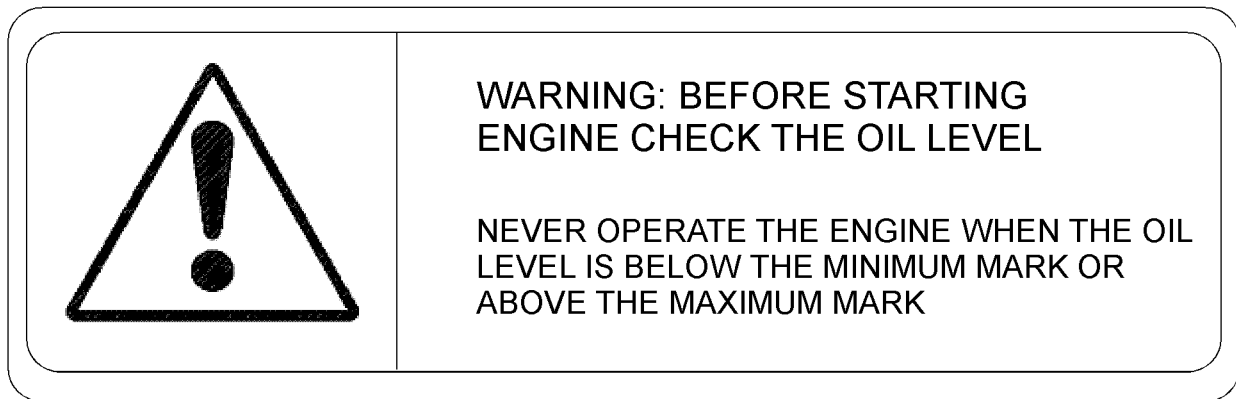 WARNING: BEFORE STARTING
ENGINE CHECK THE OIL LEVEL
NEVER OPERATE THE ENGINE WHEN THE OIL
LEVEL IS BELOW THE MINIMUM MARK OR
ABOVE THE MAXIMUM MARK